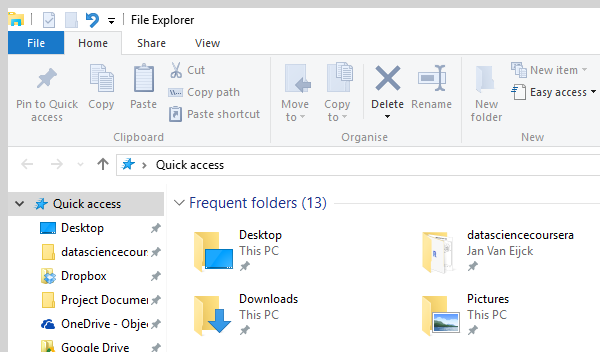 File Explorer
File Home Share View
Pin to Quick access
Copy
Paste
Cut
Copy path
Paste shortcut
Move to
Copy to
Delete
Rename
New folder
New item
Easy access
Clipboard Organise New
Quick access
Quick access
Desktop
datasciencecour
Dropbox
Project Documen
OneDrive - Obje
Google Drive
Frequent folders (13)
Desktop
This PC
datasciencecoursera
Jan Van Eijck
Downloads
This PC
Pictures
This PC